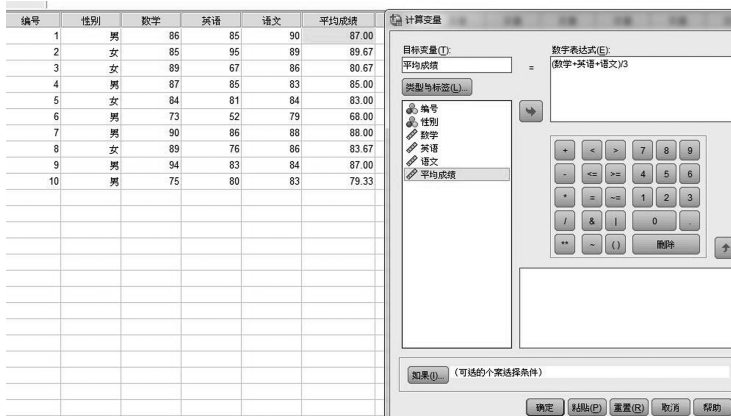 编号 性别 数学 英语 语文 平均成绩
1 男 86 85 90 87.00
2 女 85 95 89 89.67
3 女 89 67 86 80.67
4 男 87 85 83 85.00
5 女 84 81 84 83.00
6 男 73 52 79 68.00
7 男 90 86 88 88.00
8 女 89 76 86 83.67
9 男 94 83 84 87.00
10 男 75 80 83 79.33
计算变量
目标变量(T):
平均成绩
=
数字表达式(E):
(数学+英语+语文)/3
类型与标签(L)...
编号
性别
数学
英语
语文
平均成绩
+ < > 7 8 9
- <= >= 4 5 6
* = ~= 1 2 3
/ & | 0 .
** ~ ( ) 删除
如果(I)... (可选的个案选择条件)
确定 粘贴(P) 重置(R) 取消 帮助